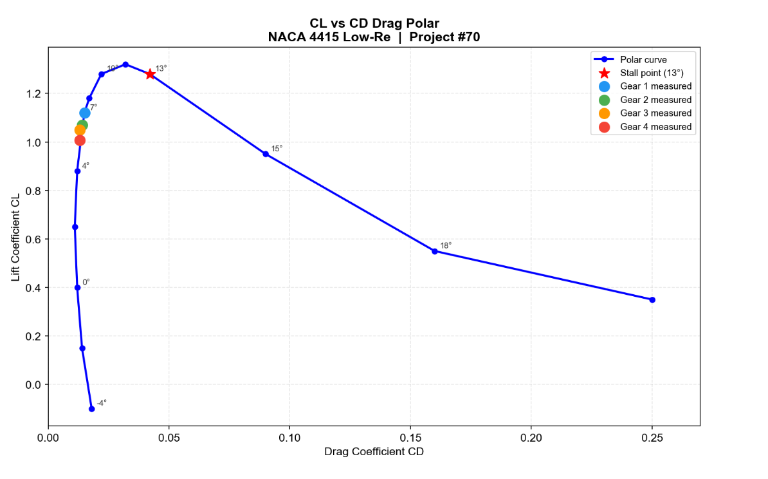 CL vs CD Drag Polar
NACA 4415 Low-Re | Project #70
Polar curve
Stall point (13°)
Gear 1 measured
Gear 2 measured
Gear 3 measured
Gear 4 measured
10°
13°
7°
15°
4°
18°
0°
-4°
Lift Coefficient CL
1.2
1.0
0.8
0.6
0.4
0.2
0.0
0.00
0.05
0.10
0.15
0.20
0.25
Drag Coefficient CD